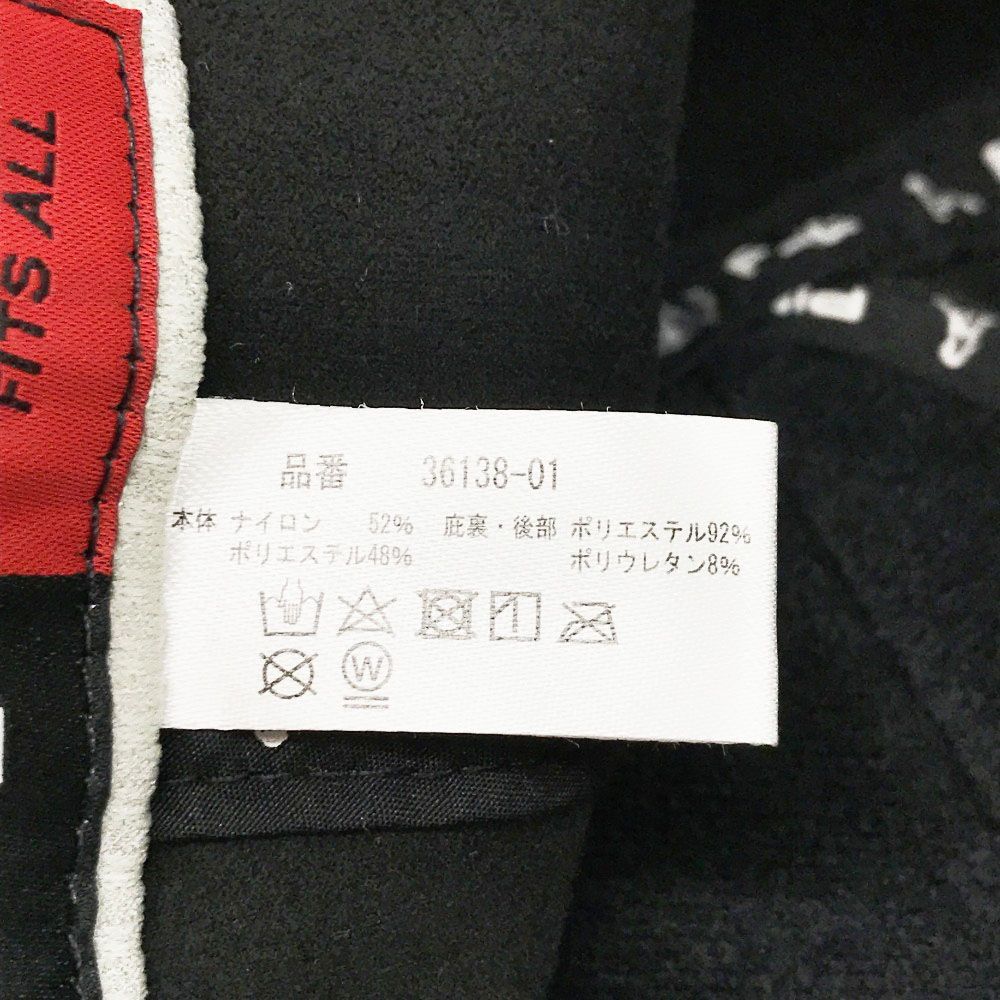 FITS ALL
品番 36138-01
本体 ナイロン 52% 庇裏・後部 ポリエステル92%
ポリエステル48% ポリウレタン8%
W